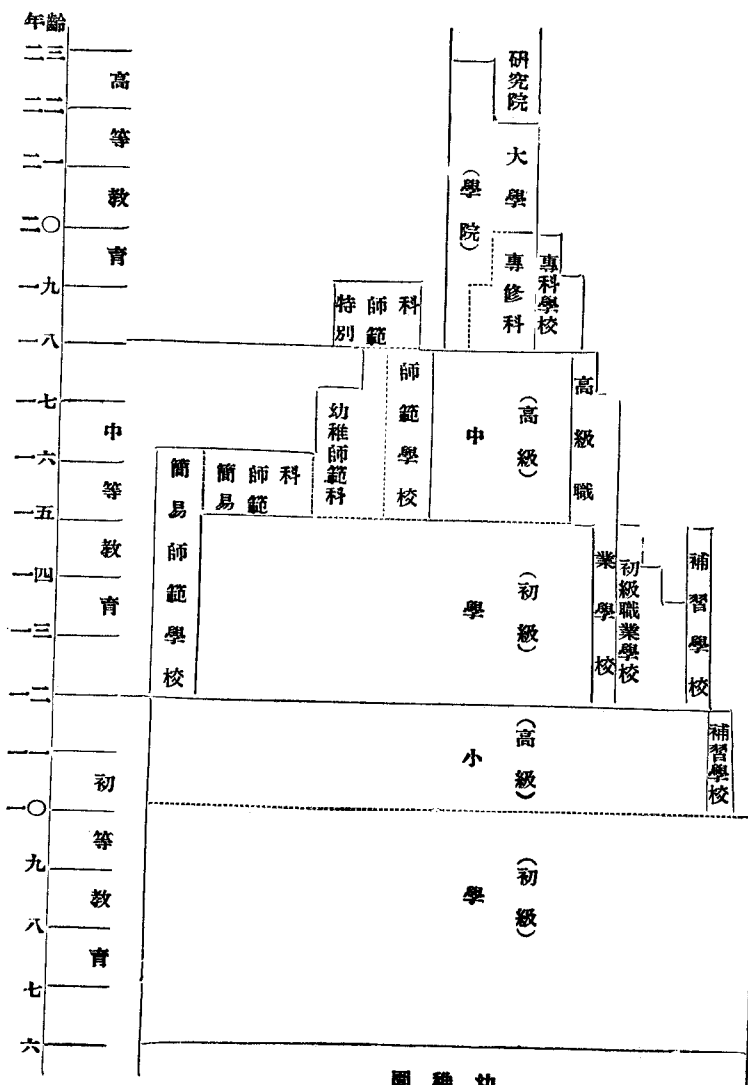 年齡
二三
二二
二一
二〇
一九
一八
一七
一六
一五
一四
一三
一二
一一
一〇
九
八
七
六
高等教育
中等教育
初等教育
研究院
大學
(學院)
專修科
專科學校
特別師範科
師範學校
幼稚師範科
簡易師範科
簡易師範學校
中學
(高級)
(初級)
高級職業學校
初級職業學校
補習學校
小學
(高級)
(初級)
補習學校
園稚幼